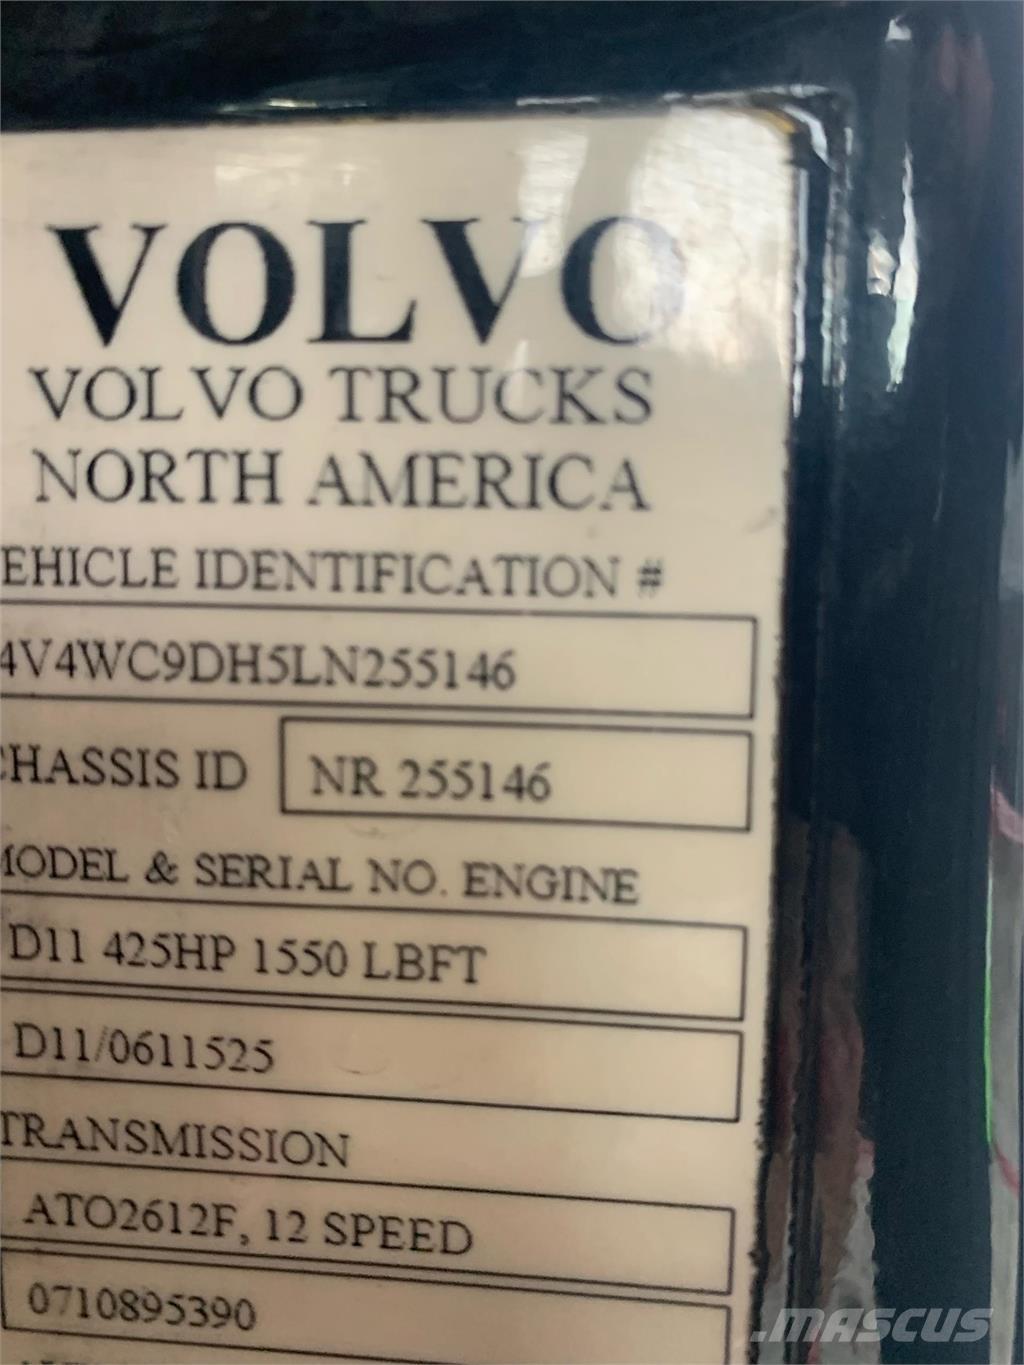 VOLVO
VOLVO TRUCKS
NORTH AMERICA
EHICLE IDENTIFICATION #
4V4WC9DH5LN255146
CHASSIS ID NR 255146
MODEL & SERIAL NO. ENGINE
D11 425HP 1550 LBFT
D11/0611525
TRANSMISSION
ATO2612F, 12 SPEED
0710895390
.MASCUS